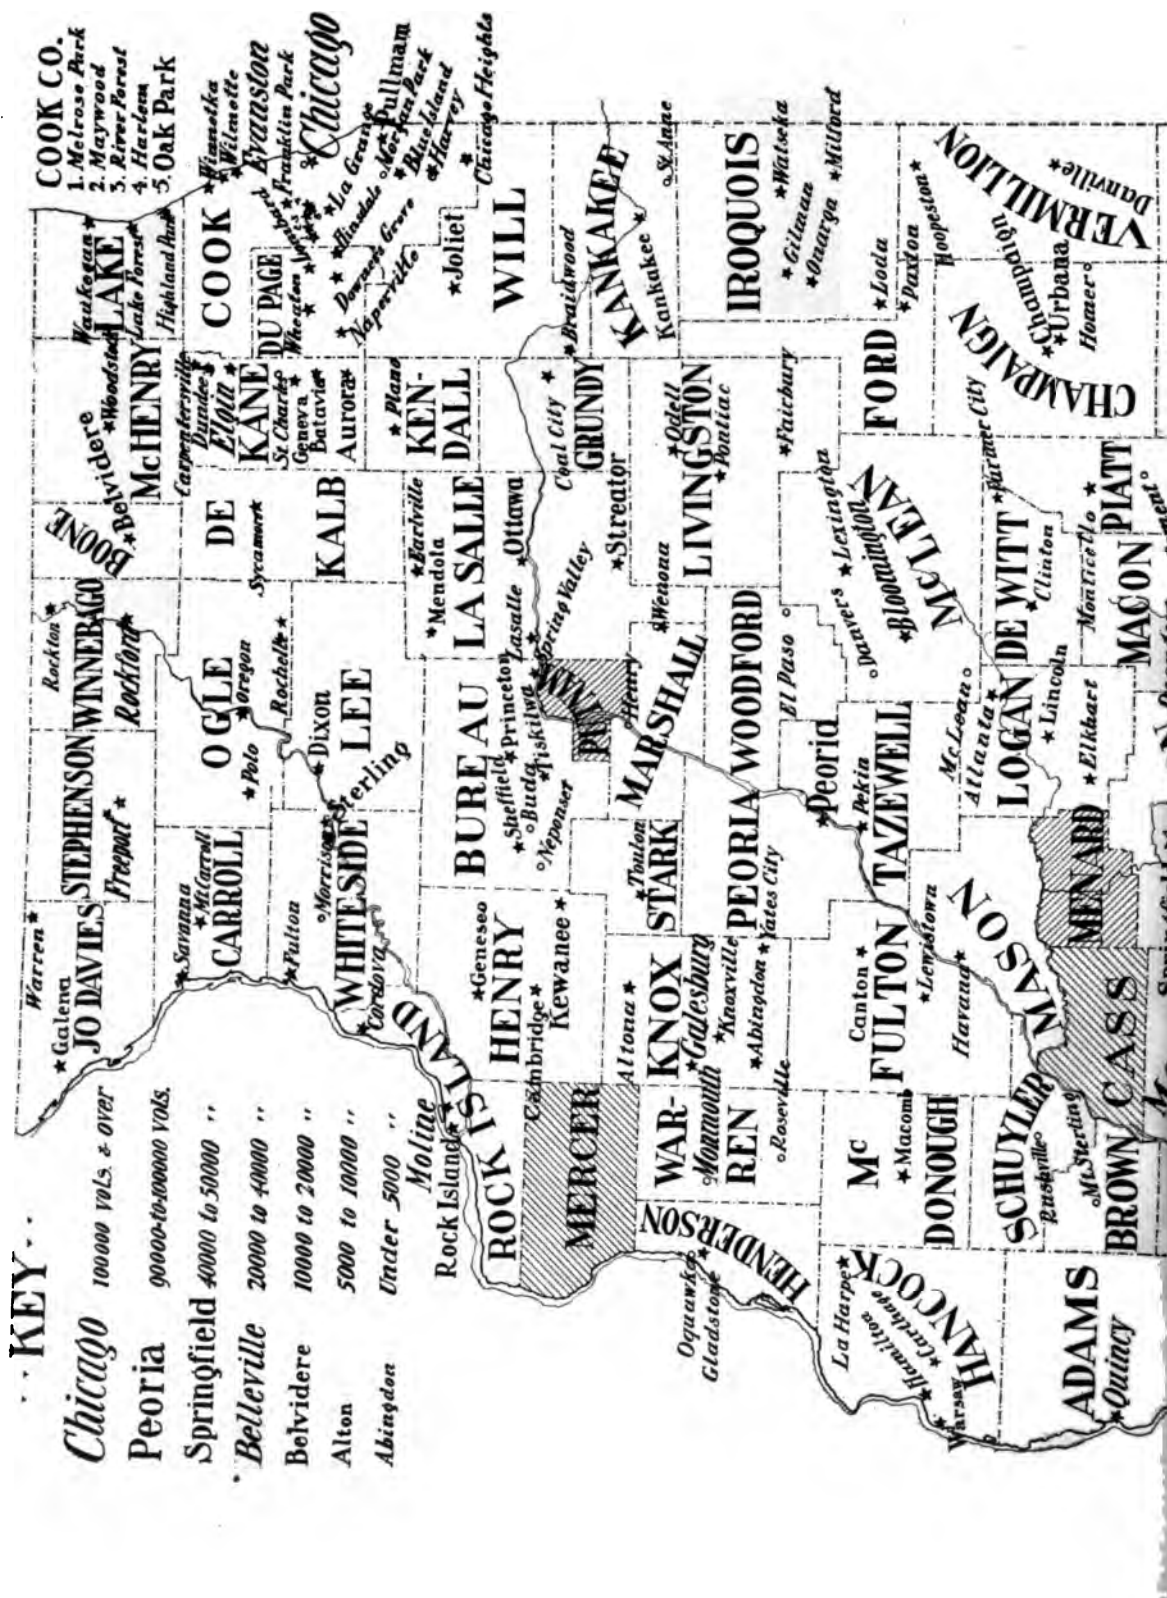 KEY
Chicago 100000 vols. & over
Peoria 90000-to-100000 vols.
Springfield 40000 to 50000 ,,
Belleville 20000 to 40000 ,,
Belvidere 10000 to 20000 ,,
Alton 5000 to 10000 ,,
Abingdon Under 5000 ,,
COOK CO.
1. Melrose Park
2. Maywood
3. River Forest
4. Harlem
5. Oak Park
Warren
Galena
JO DAVIES
STEPHENSON
Freeport
Rockton
WINNEBAGO
Rockford
BOONE
Belvidere
McHENRY
Woodstock
Waukegan
LAKE
Lake Forest
Highland Park
Savanna
Mt Carroll
CARROLL
OGLE
Oregon
Polo
Rochelle
DE
KALB
Sycamore
Carpentersville
Dundee
Elgin
KANE
St Charles
Geneva
Batavia
Aurora
COOK
Winnetka
Wilmette
Evanston
Franklin Park
Chicago
DU PAGE
Wheaton
La Grange
Hinsdale
Downers Grove
Naperville
Pullman
Morgan Park
Blue Island
Harvey
Chicago Heights
Fulton
Morrison
WHITESIDE
Sterling
Dixon
LEE
Cordova
Moline
Rock Island
ROCK ISLAND
Geneseo
HENRY
Cambridge
Kewanee
BUREAU
Sheffield
Princeton
Buda
Tiskilwa
Neponset
Mendota
Earlville
LA SALLE
Ottawa
Lasalle
Spring Valley
Streator
Plano
KEN-
DALL
Joliet
WILL
Coal City
GRUNDY
Braidwood
KANKAKEE
Kankakee
St Anne
MERCER
Altona
KNOX
Galesburg
Knoxville
Abingdon
Toulon
STARK
PUTNAM
Henry
MARSHALL
Wenona
LIVINGSTON
Odell
Pontiac
Fairbury
IROQUOIS
Watseka
Gilman
Onarga
Milford
Oquawka
Gladstone
HENDERSON
WAR-
REN
Monmouth
Roseville
PEORIA
Yates City
Peoria
WOODFORD
El Paso
La Harpe
Hamilton
Carthage
HANCOCK
Warsaw
Mc
DONOUGH
Macomb
Canton
FULTON
Lewistown
Havana
Pekin
TAZEWELL
Danvers
Lexington
Bloomington
McLEAN
FORD
Loda
Paxton
Hoopeston
ADAMS
Quincy
SCHUYLER
Rushville
Mt Sterling
BROWN
CASS
MASON
MENARD
McLean
Atlanta
LOGAN
Lincoln
Elkhart
DE WITT
Farmer City
Clinton
MACON
Monticello
PIATT
CHAMPAIGN
Champaign
Urbana
Homer
VERMILLION
Danville